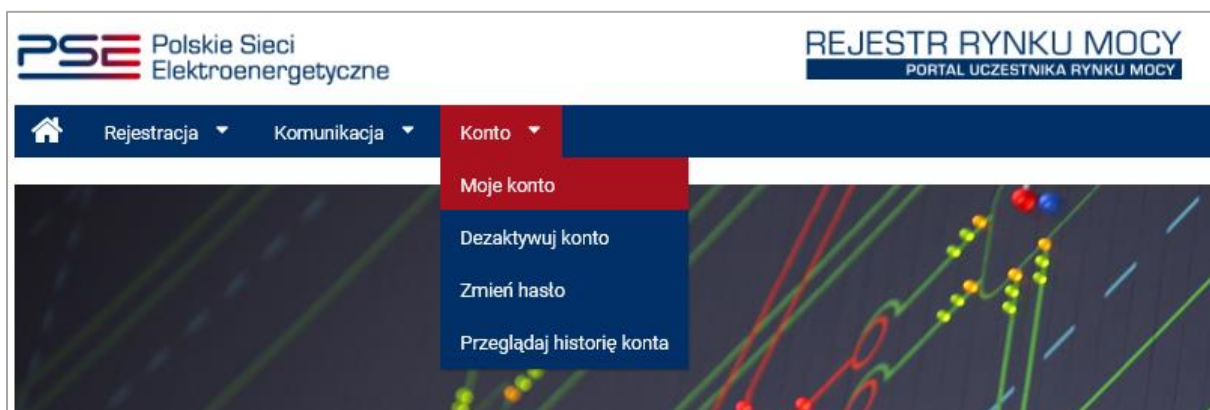 PSE Polskie Sieci
Elektroenergetyczne
REJESTR RYNKU MOCY
PORTAL UCZESTNIKA RYNKU MOCY
Rejestracja Komunikacja Konto
Moje konto
Dezaktywuj konto
Zmień hasło
Przeglądaj historię konta